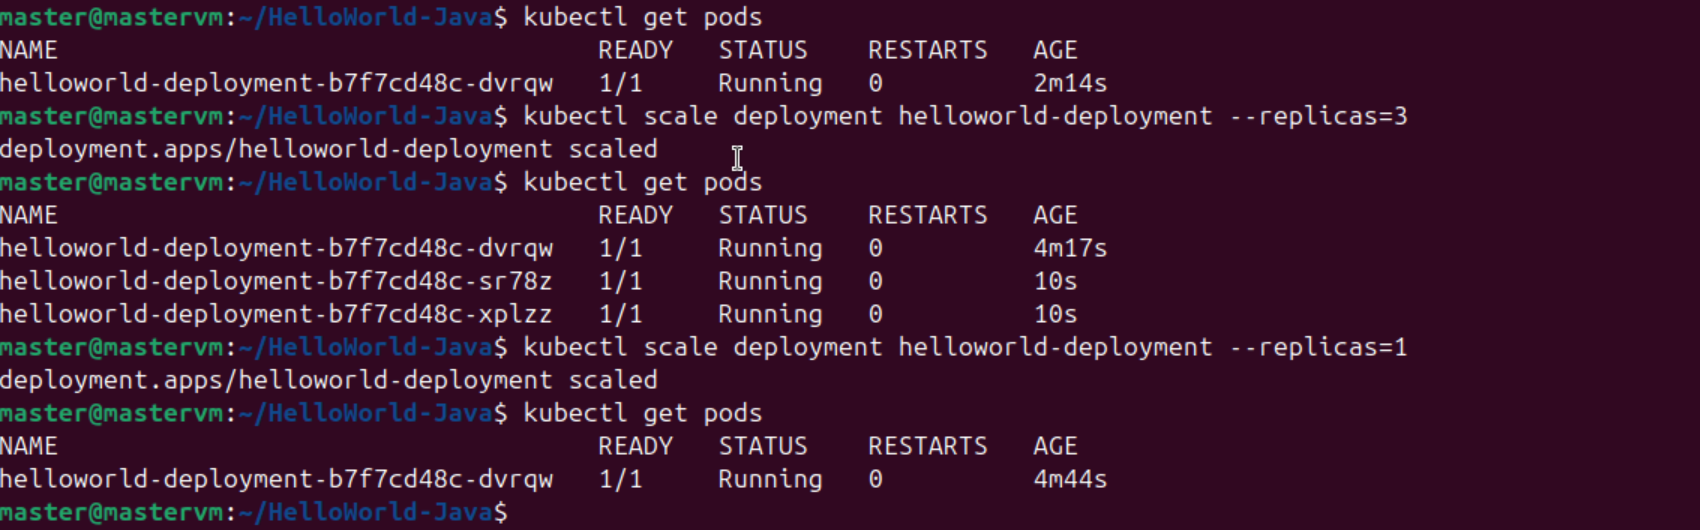 master@mastervm:~/HelloWorld-Java$ kubectl get pods
NAME                                    READY   STATUS    RESTARTS   AGE
helloworld-deployment-b7f7cd48c-dvrqw   1/1     Running   0          2m14s
master@mastervm:~/HelloWorld-Java$ kubectl scale deployment helloworld-deployment --replicas=3
deployment.apps/helloworld-deployment scaled
master@mastervm:~/HelloWorld-Java$ kubectl get pods
NAME                                    READY   STATUS    RESTARTS   AGE
helloworld-deployment-b7f7cd48c-dvrqw   1/1     Running   0          4m17s
helloworld-deployment-b7f7cd48c-sr78z   1/1     Running   0          10s
helloworld-deployment-b7f7cd48c-xplzz   1/1     Running   0          10s
master@mastervm:~/HelloWorld-Java$ kubectl scale deployment helloworld-deployment --replicas=1
deployment.apps/helloworld-deployment scaled
master@mastervm:~/HelloWorld-Java$ kubectl get pods
NAME                                    READY   STATUS    RESTARTS   AGE
helloworld-deployment-b7f7cd48c-dvrqw   1/1     Running   0          4m44s
master@mastervm:~/HelloWorld-Java$